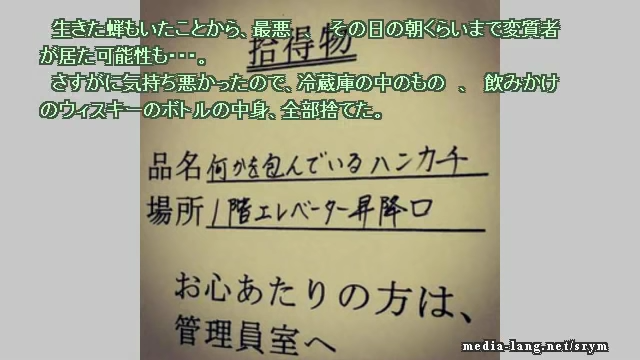 生きた蝉もいたことから、最悪 、 その日の朝くらいまで変質者
が居た可能性も・・・。
さすがに気持ち悪かったので、冷蔵庫の中のもの 、 飲みかけ
のウィスキーのボトルの中身、全部捨てた。
拾得物
品名 何かを包んでいるハンカチ
場所 1階エレベーター昇降口
お心あたりの方は、
管理員室へ
media-lang.net/srym